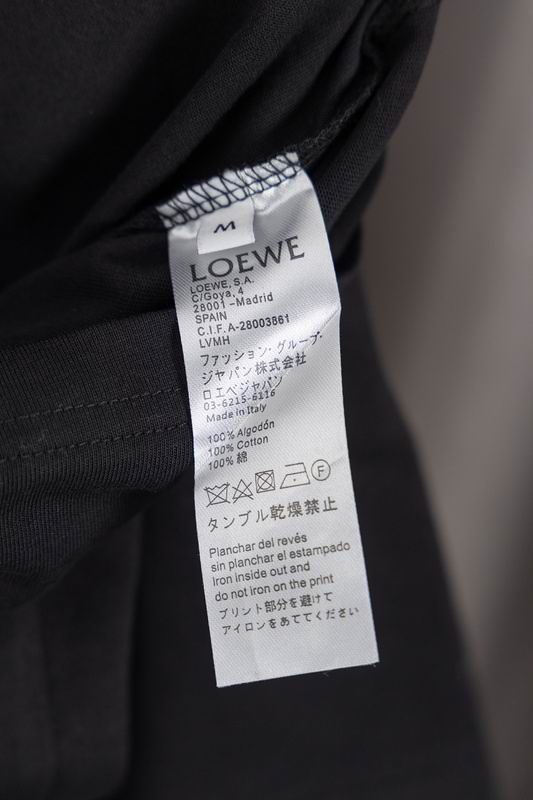 M
LOEWE
LOEWE, S.A.
C/Goya, 4
28001-Madrid
SPAIN
C.I.F. A-28003861
LVMH
ファッション・グループ・
ジャパン株式会社
ロエベジャパン
03-6215-6116
Made in Italy
100% Algodón
100% Cotton
100% 綿
F
タンブル乾燥禁止
Planchar del revés
sin planchar el estampado
Iron inside out and
do not iron on the print
プリント部分を避けて
アイロンをあててください